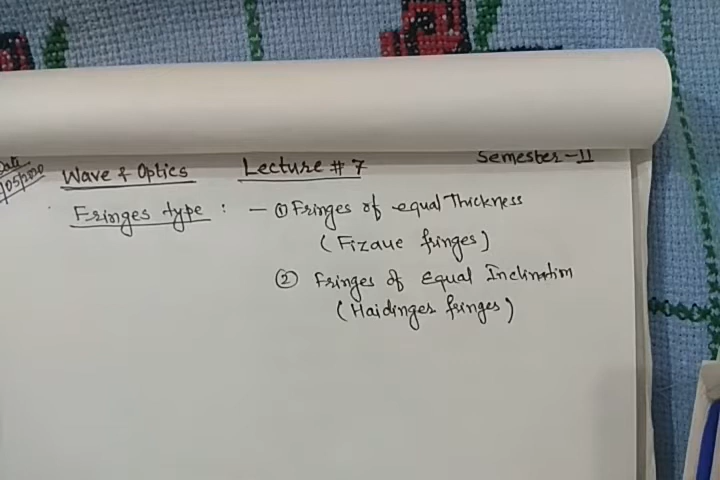 Wave & Optics Lecture # 7 Semester - II
Fringes type : - ① Fringes of equal Thickness
( Fizaue fringes )
② Fringes of Equal Inclination
( Haidinger fringes )